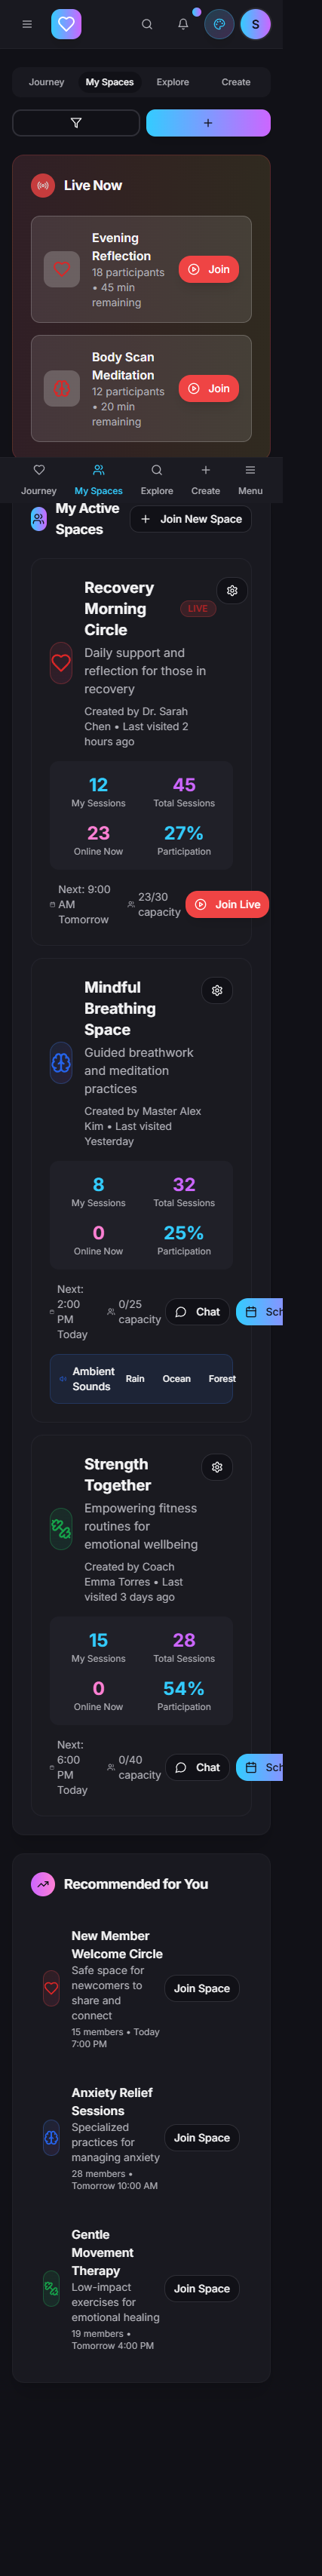 S
Journey
My Spaces
Explore
Create
Live Now
Evening
Reflection
18 participants
• 45 min
remaining
Join
Body Scan
Meditation
12 participants
• 20 min
remaining
Join
Journey
My Spaces
Explore
Create
Menu
My Active
Spaces
Join New Space
Recovery
Morning
Circle
LIVE
Daily support and
reflection for those in
recovery
Created by Dr. Sarah
Chen • Last visited 2
hours ago
12
My Sessions
45
Total Sessions
23
Online Now
27%
Participation
Next: 9:00
AM
Tomorrow
23/30
capacity
Join Live
Mindful
Breathing
Space
Guided breathwork
and meditation
practices
Created by Master Alex
Kim • Last visited
Yesterday
8
My Sessions
32
Total Sessions
0
Online Now
25%
Participation
Next:
2:00
PM
Today
0/25
capacity
Chat
Sch
Ambient
Sounds
Rain
Ocean
Forest
Strength
Together
Empowering fitness
routines for
emotional wellbeing
Created by Coach
Emma Torres • Last
visited 3 days ago
15
My Sessions
28
Total Sessions
0
Online Now
54%
Participation
Next:
6:00
PM
Today
0/40
capacity
Chat
Sch
Recommended for You
New Member
Welcome Circle
Safe space for
newcomers to
share and
connect
15 members • Today
7:00 PM
Join Space
Anxiety Relief
Sessions
Specialized
practices for
managing anxiety
28 members •
Tomorrow 10:00 AM
Join Space
Gentle
Movement
Therapy
Low-impact
exercises for
emotional healing
19 members •
Tomorrow 4:00 PM
Join Space